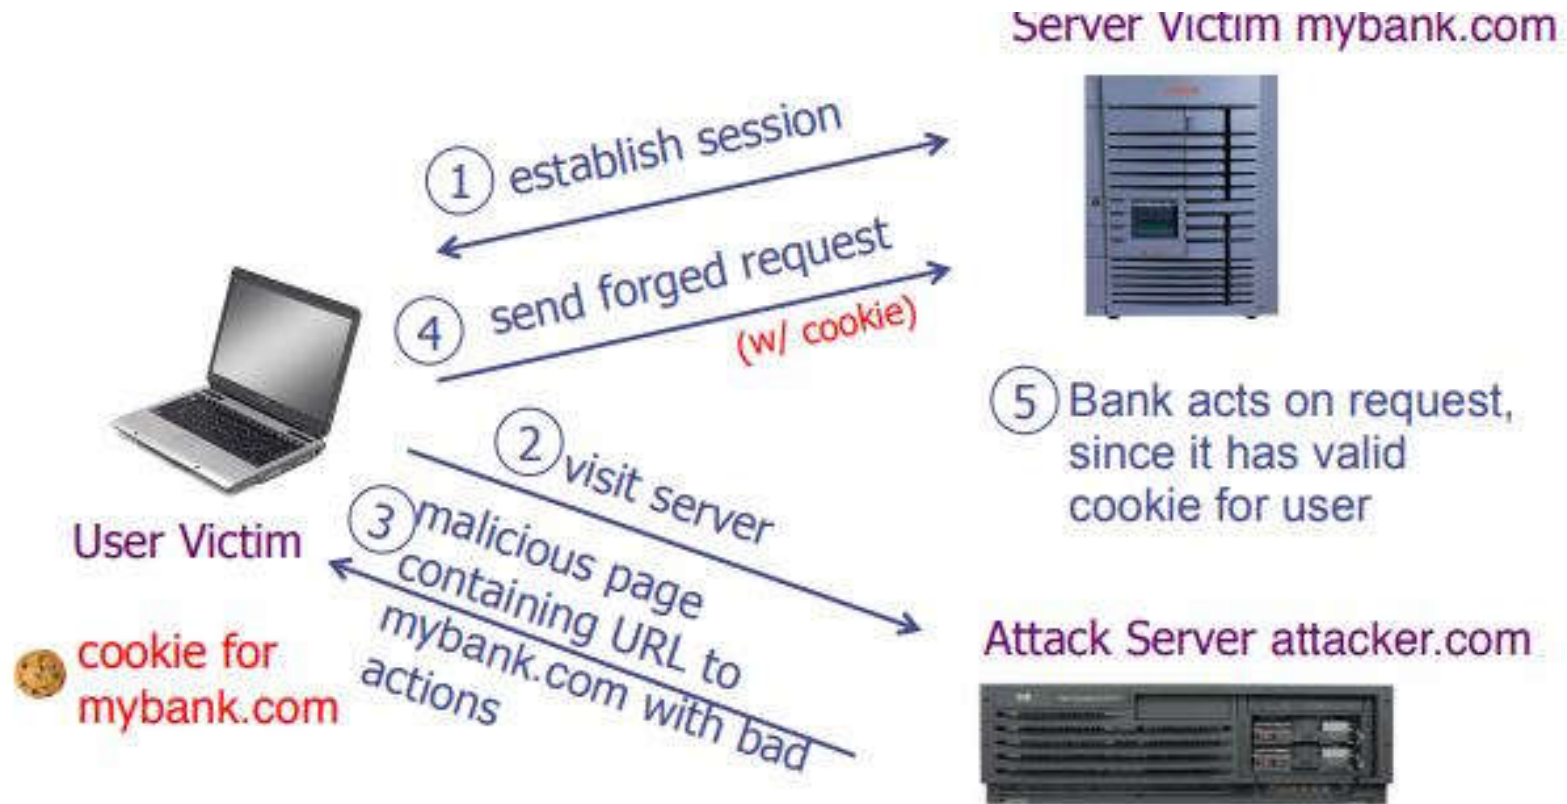 Server Victim mybank.com
1 establish session
4 send forged request
(w/ cookie)
5 Bank acts on request,
since it has valid
cookie for user
2 visit server
3 malicious page
containing URL to
mybank.com with bad
actions
User Victim
cookie for
mybank.com
Attack Server attacker.com